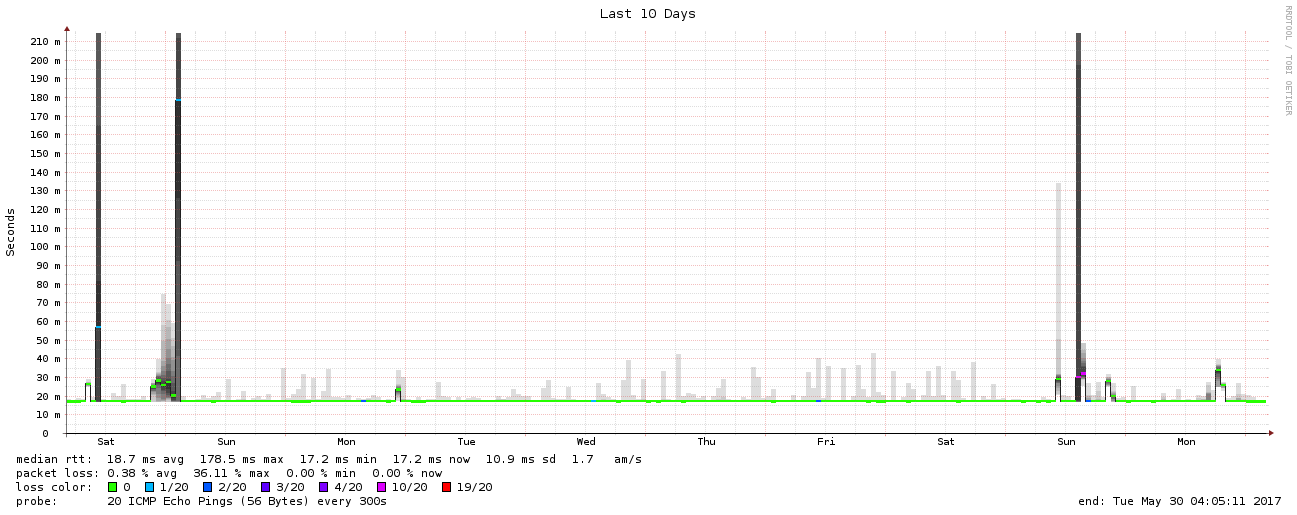 Last 10 Days
RRDTOOL / TOBI OETIKER
Seconds
210 m
200 m
190 m
180 m
170 m
160 m
150 m
140 m
130 m
120 m
110 m
100 m
90 m
80 m
70 m
60 m
50 m
40 m
30 m
20 m
10 m
0
Sat Sun Mon Tue Wed Thu Fri Sat Sun Mon
median rtt: 18.7 ms avg 178.5 ms max 17.2 ms min 17.2 ms now 10.9 ms sd 1.7 am/s
packet loss: 0.38 % avg 36.11 % max 0.00 % min 0.00 % now
loss color: 0 1/20 2/20 3/20 4/20 10/20 19/20
probe: 20 ICMP Echo Pings (56 Bytes) every 300s end: Tue May 30 04:05:11 2017